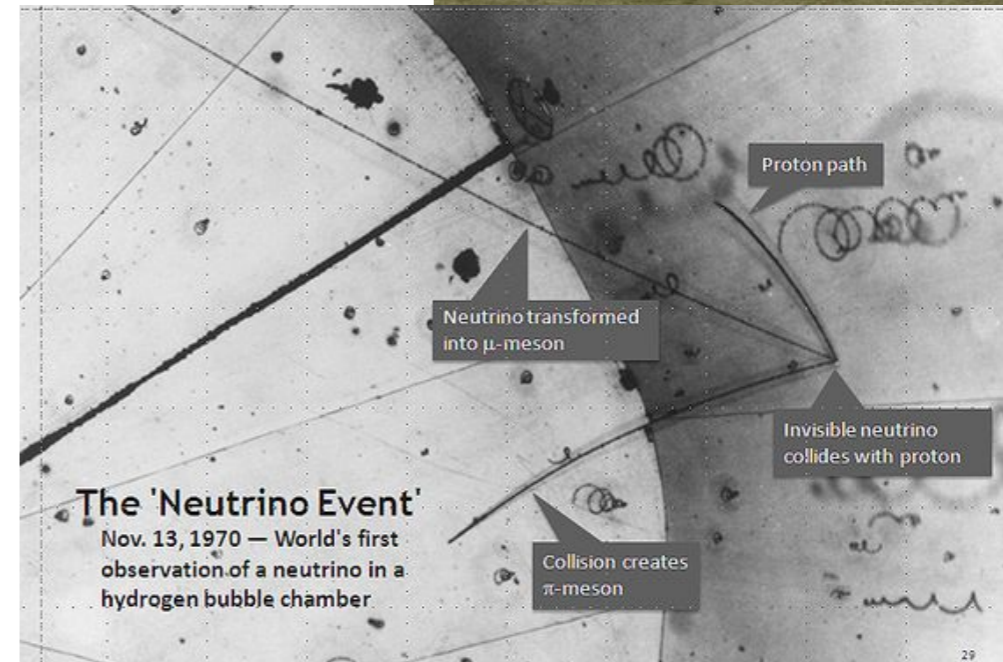 Proton path
Neutrino transformed
into μ-meson
Invisible neutrino
collides with proton
The 'Neutrino Event'
Nov. 13, 1970 — World's first
observation of a neutrino in a
hydrogen bubble chamber
Collision creates
π-meson
29